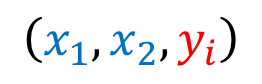 (x₁, x₂, yᵢ)